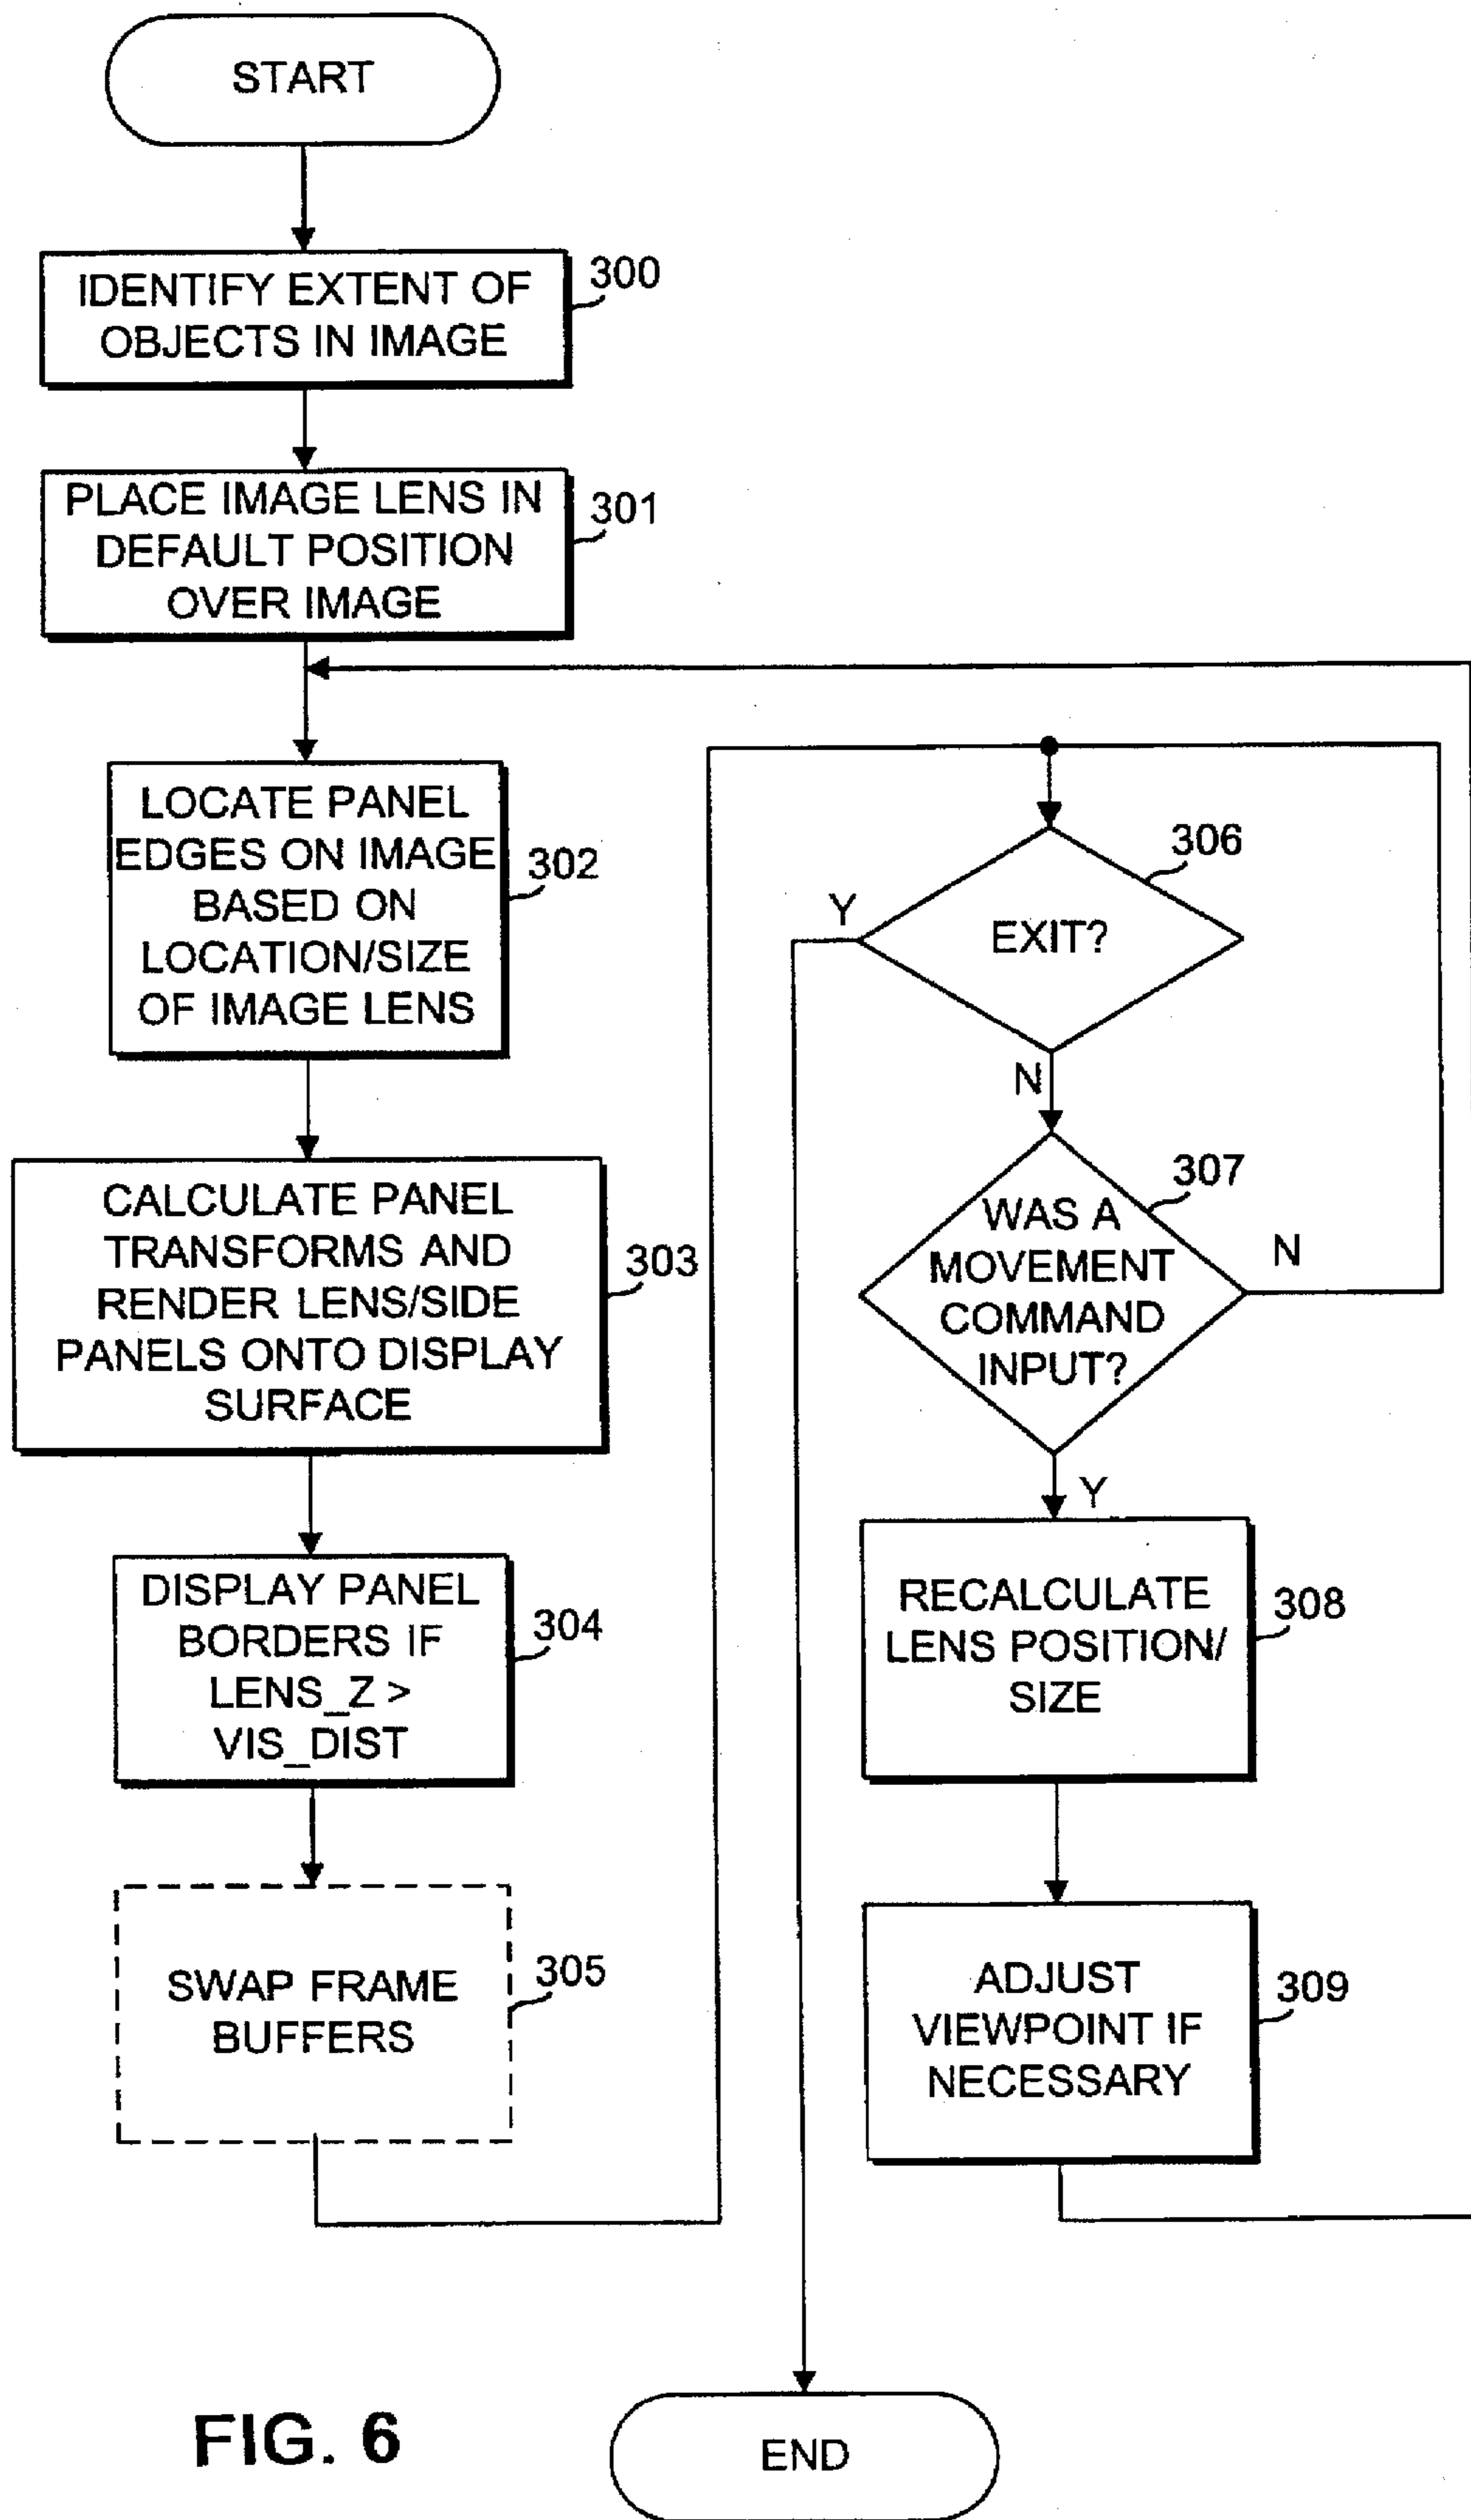 START
IDENTIFY EXTENT OF
OBJECTS IN IMAGE
300
PLACE IMAGE LENS IN
DEFAULT POSITION
OVER IMAGE
301
LOCATE PANEL
EDGES ON IMAGE
BASED ON
LOCATION/SIZE
OF IMAGE LENS
302
CALCULATE PANEL
TRANSFORMS AND
RENDER LENS/SIDE
PANELS ONTO DISPLAY
SURFACE
303
DISPLAY PANEL
BORDERS IF
LENS_Z >
VIS_DIST
304
SWAP FRAME
BUFFERS
305
EXIT?
306
Y
N
WAS A
MOVEMENT
COMMAND
INPUT?
307
N
Y
RECALCULATE
LENS POSITION/
SIZE
308
ADJUST
VIEWPOINT IF
NECESSARY
309
END
FIG. 6